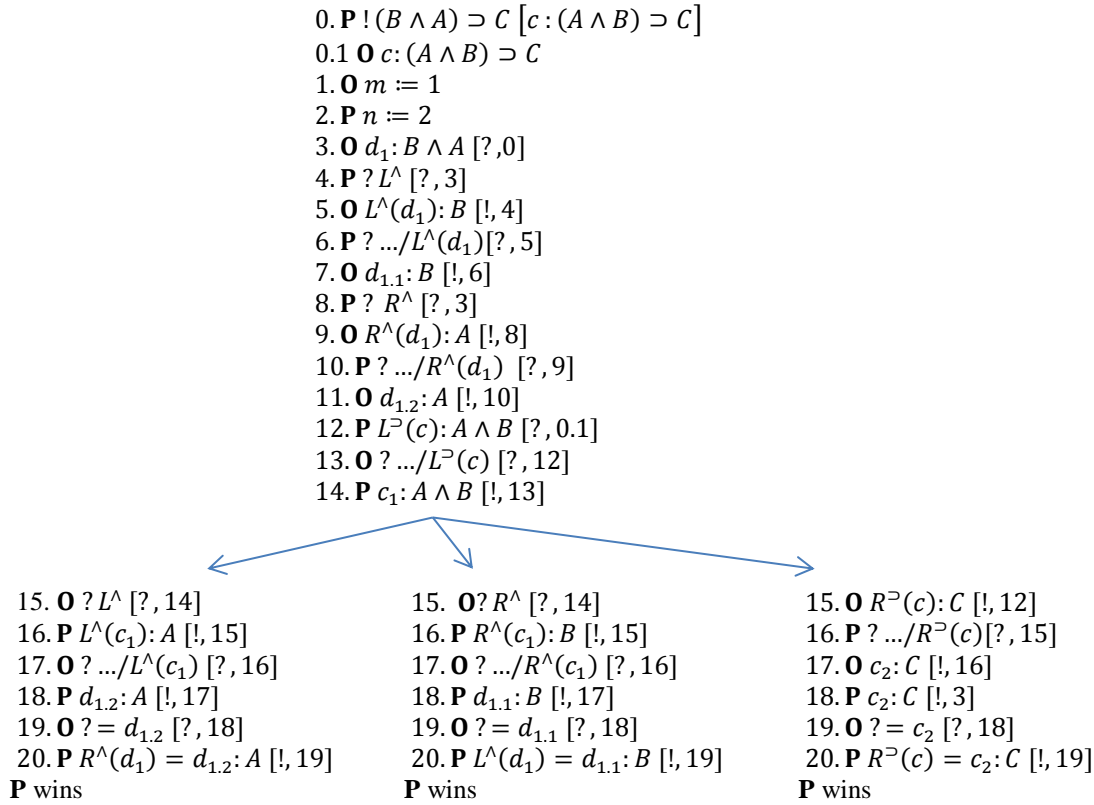 0. P ! (B ∧ A) ⊃ C [c : (A ∧ B) ⊃ C]
0.1 O c: (A ∧ B) ⊃ C
1. O m ≔ 1
2. P n ≔ 2
3. O d₁: B ∧ A [? ,0]
4. P ? L^∧ [? , 3]
5. O L^∧(d₁): B [!, 4]
6. P ? .../L^∧(d₁)[? , 5]
7. O d₁.₁: B [!, 6]
8. P ? R^∧ [? , 3]
9. O R^∧(d₁): A [!, 8]
10. P ? .../R^∧(d₁) [? , 9]
11. O d₁.₂: A [!, 10]
12. P L^⊃(c): A ∧ B [? , 0.1]
13. O ? .../L^⊃(c) [? , 12]
14. P c₁: A ∧ B [!, 13]
15. O ? L^∧ [? , 14]
16. P L^∧(c₁): A [!, 15]
17. O ? .../L^∧(c₁) [? , 16]
18. P d₁.₂: A [!, 17]
19. O ? = d₁.₂ [? , 18]
20. P R^∧(d₁) = d₁.₂: A [!, 19]
P wins
15. O? R^∧ [? , 14]
16. P R^∧(c₁): B [!, 15]
17. O ? .../R^∧(c₁) [? , 16]
18. P d₁.₁: B [!, 17]
19. O ? = d₁.₁ [? , 18]
20. P L^∧(d₁) = d₁.₁: B [!, 19]
P wins
15. O R^⊃(c): C [!, 12]
16. P ? .../R^⊃(c)[? , 15]
17. O c₂: C [!, 16]
18. P c₂: C [!, 3]
19. O ? = c₂ [? , 18]
20. P R^⊃(c) = c₂: C [!, 19]
P wins